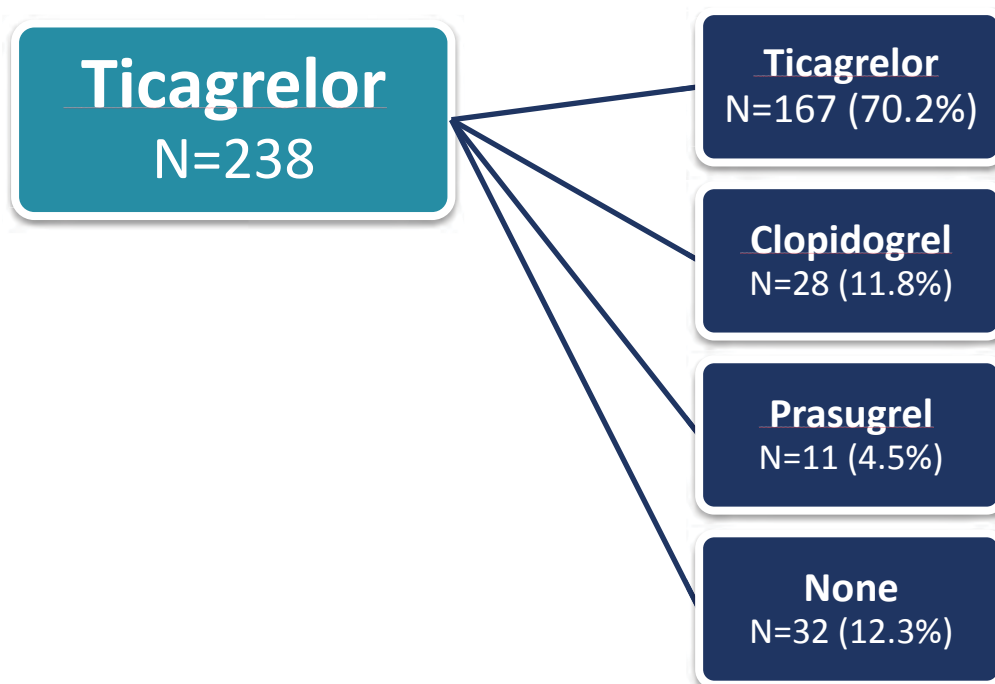 Ticagrelor
N=238
Ticagrelor
N=167 (70.2%)
Clopidogrel
N=28 (11.8%)
Prasugrel
N=11 (4.5%)
None
N=32 (12.3%)